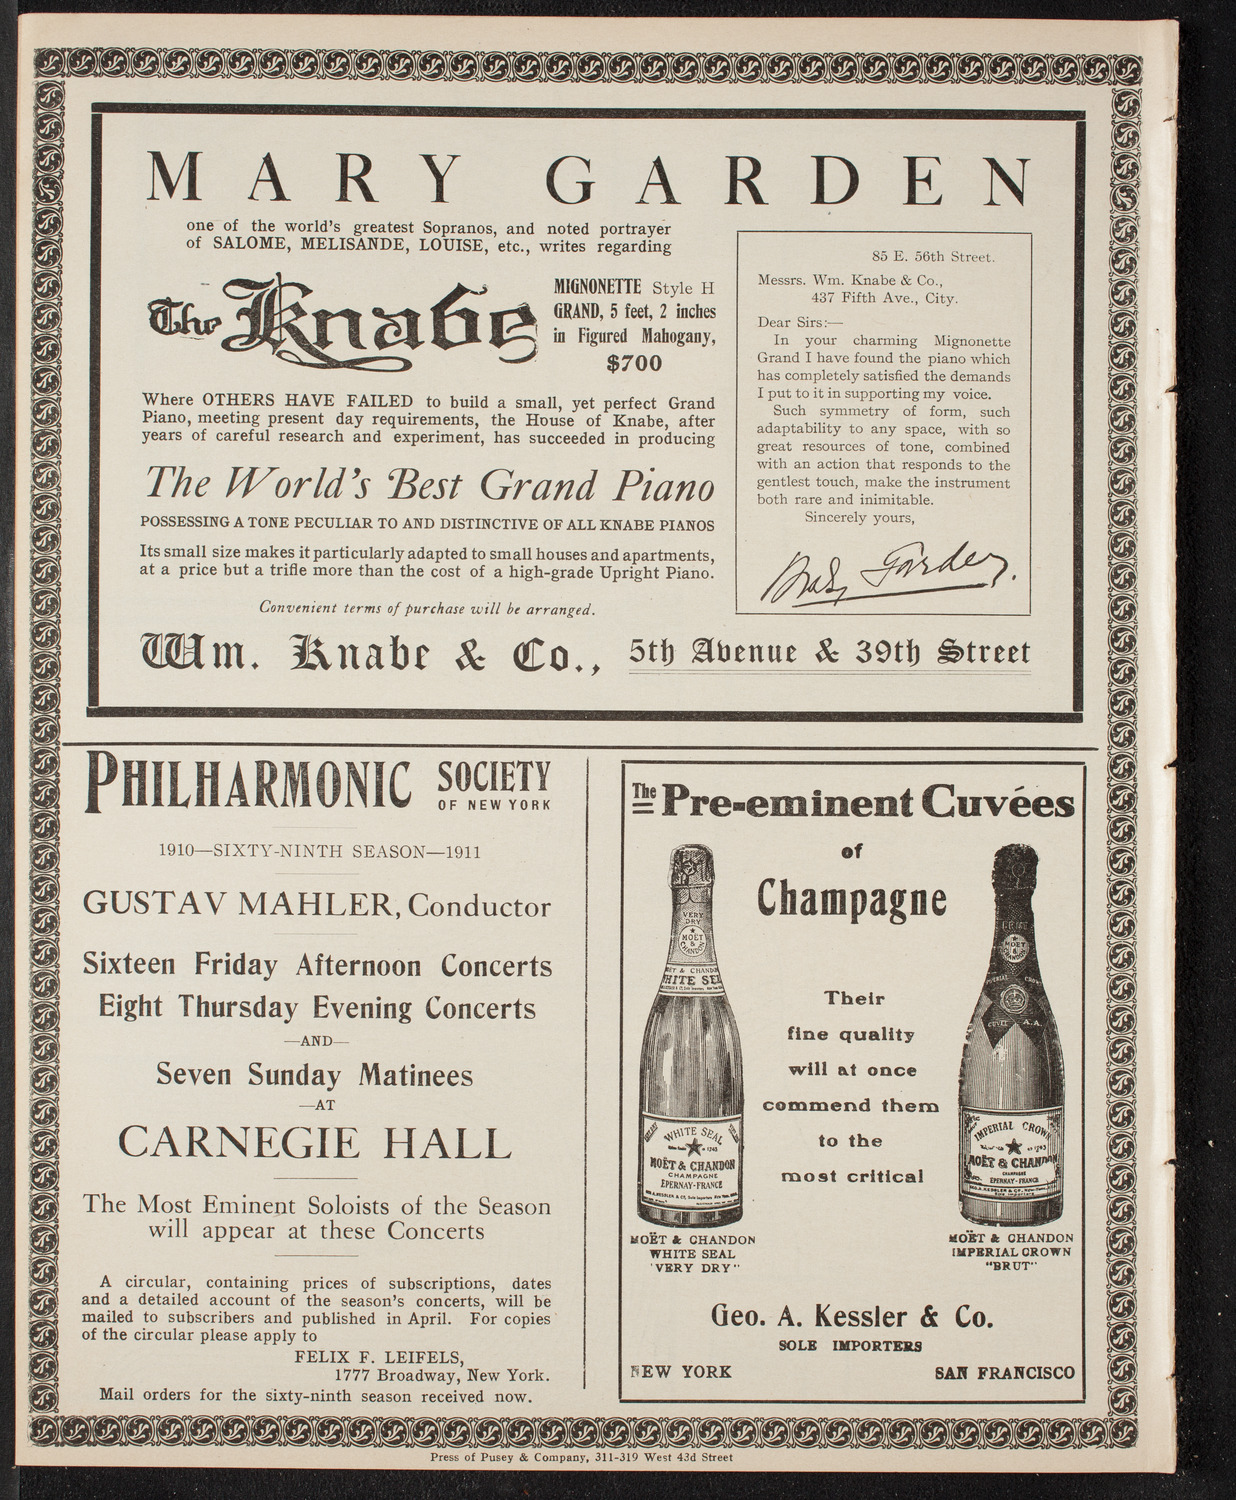 MARY GARDEN
one of the world's greatest Sopranos, and noted portrayer
of SALOME, MELISANDE, LOUISE, etc., writes regarding
The Knabe
MIGNONETTE Style H
GRAND, 5 feet, 2 inches
in Figured Mahogany,
$700
Where OTHERS HAVE FAILED to build a small, yet perfect Grand
Piano, meeting present day requirements, the House of Knabe, after
years of careful research and experiment, has succeeded in producing
The World's Best Grand Piano
POSSESSING A TONE PECULIAR TO AND DISTINCTIVE OF ALL KNABE PIANOS
Its small size makes it particularly adapted to small houses and apartments,
at a price but a trifle more than the cost of a high-grade Upright Piano.
Convenient terms of purchase will be arranged.
85 E. 56th Street.
Messrs. Wm. Knabe & Co.,
437 Fifth Ave., City.
Dear Sirs:—
In your charming Mignonette
Grand I have found the piano which
has completely satisfied the demands
I put to it in supporting my voice.
Such symmetry of form, such
adaptability to any space, with so
great resources of tone, combined
with an action that responds to the
gentlest touch, make the instrument
both rare and inimitable.
Sincerely yours,
Mary Garden.
Wm. Knabe & Co., 5th Avenue & 39th Street
PHILHARMONIC SOCIETY
OF NEW YORK
1910—SIXTY-NINTH SEASON—1911
GUSTAV MAHLER, Conductor
Sixteen Friday Afternoon Concerts
Eight Thursday Evening Concerts
—AND—
Seven Sunday Matinees
—AT
CARNEGIE HALL
The Most Eminent Soloists of the Season
will appear at these Concerts
A circular, containing prices of subscriptions, dates
and a detailed account of the season's concerts, will be
mailed to subscribers and published in April. For copies
of the circular please apply to
FELIX F. LEIFELS,
1777 Broadway, New York.
Mail orders for the sixty-ninth season received now.
The Pre-eminent Cuvées
of
Champagne
Their
fine quality
will at once
commend them
to the
most critical
VERY
DRY
MOËT
&
CHANDON
MOËT & CHANDON
WHITE SEAL
WHITE SEAL
1743
MOËT & CHANDON
CHAMPAGNE
EPERNAY-FRANCE
BRUT
MOËT
&
CHANDON
CUVÉE A.A.
IMPERIAL CROWN
1743
MOËT & CHANDON
CHAMPAGNE
EPERNAY-FRANCE
MOËT & CHANDON
WHITE SEAL
'VERY DRY"
MOËT & CHANDON
IMPERIAL CROWN
"BRUT"
Geo. A. Kessler & Co.
SOLE IMPORTERS
NEW YORK SAN FRANCISCO
Press of Pusey & Company, 311-319 West 43d Street